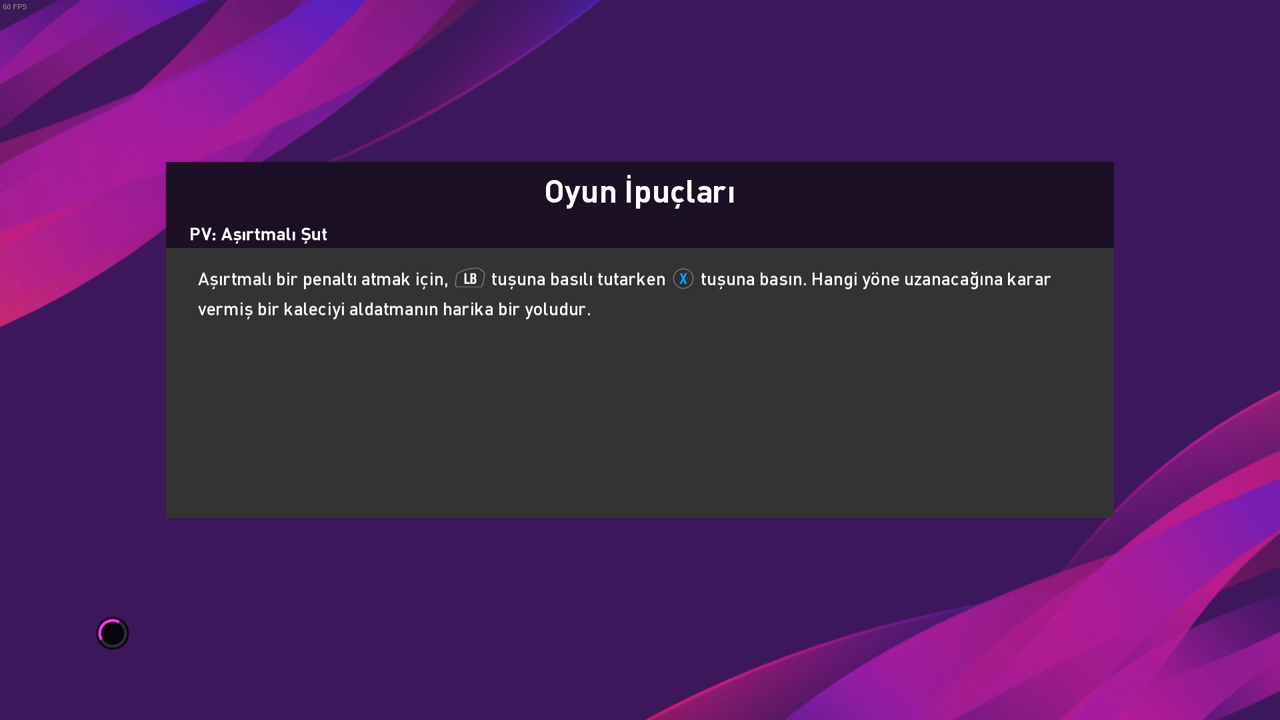 60 FPS
Oyun İpuçları
PV: Aşırtmalı Şut
Aşırtmalı bir penaltı atmak için, LB tuşuna basılı tutarken X tuşuna basın. Hangi yöne uzanacağına karar
vermiş bir kaleciyi aldatmanın harika bir yoludur.